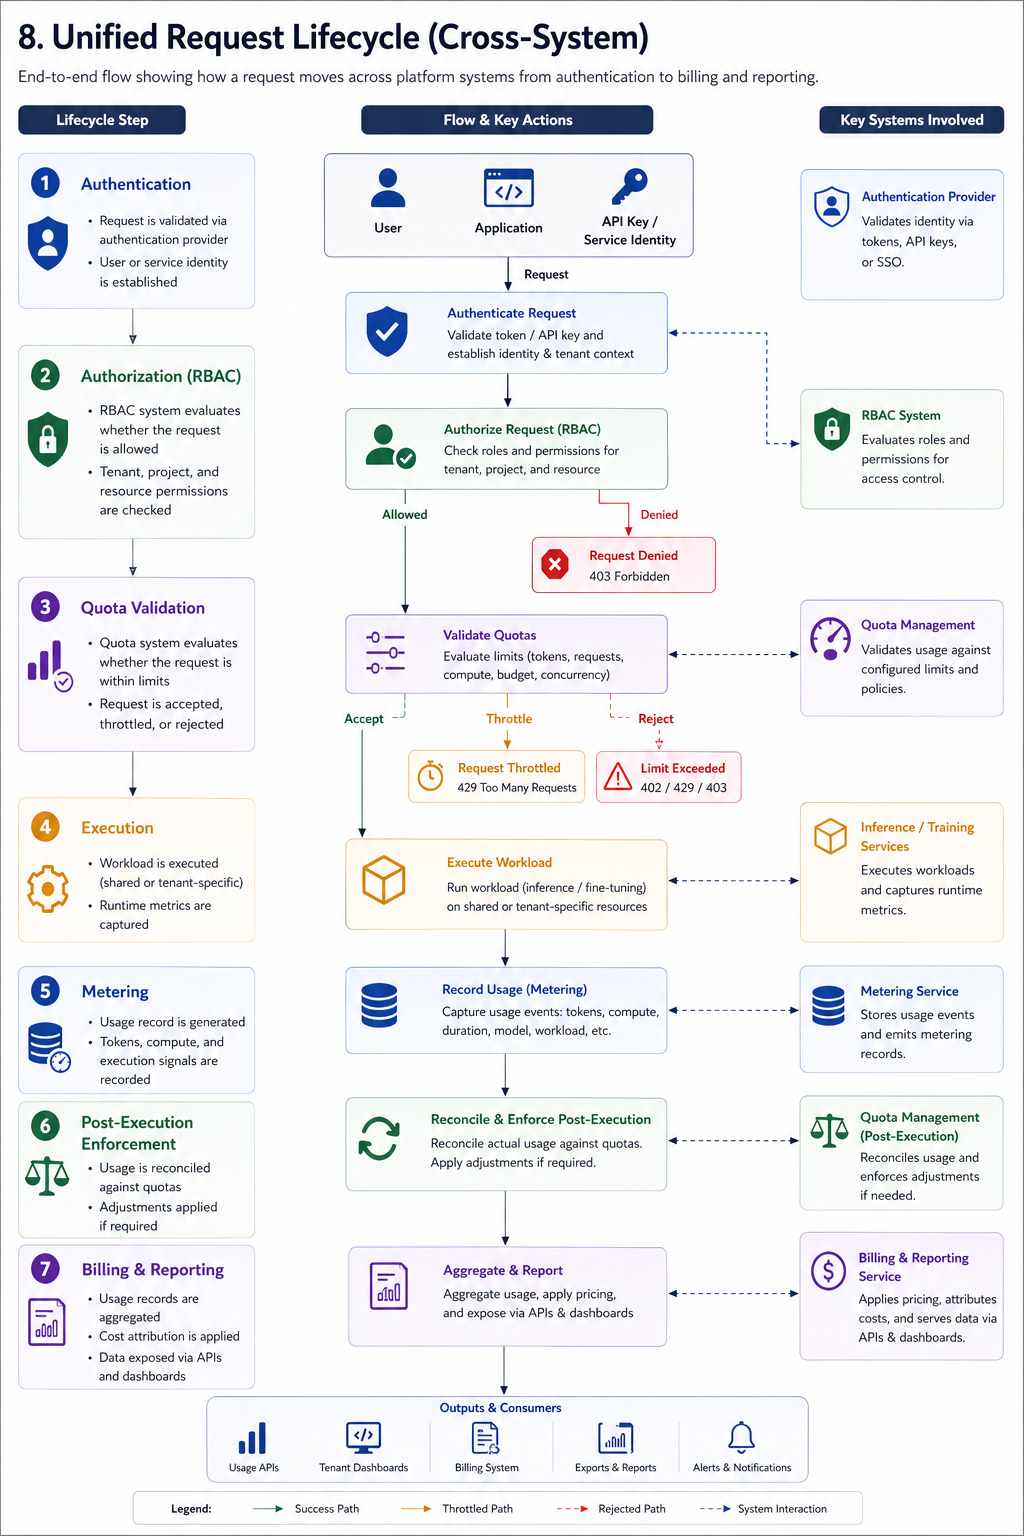 8. Unified Request Lifecycle (Cross-System)
End-to-end flow showing how a request moves across platform systems from authentication to billing and reporting.
Lifecycle Step
Flow & Key Actions
Key Systems Involved
1
Authentication
• Request is validated via
authentication provider
• User or service identity
is established
User
Application
API Key /
Service Identity
Authentication Provider
Validates identity via
tokens, API keys,
or SSO.
Request
Authenticate Request
Validate token / API key and
establish identity & tenant context
2
Authorization (RBAC)
• RBAC system evaluates
whether the request
is allowed
• Tenant, project, and
resource permissions
are checked
Authorize Request (RBAC)
Check roles and permissions for
tenant, project, and resource
RBAC System
Evaluates roles and
permissions for
access control.
Allowed
Denied
Request Denied
403 Forbidden
3
Quota Validation
• Quota system evaluates
whether the request is
within limits
• Request is accepted,
throttled, or rejected
Validate Quotas
Evaluate limits (tokens, requests,
compute, budget, concurrency)
Quota Management
Validates usage against
configured limits and
policies.
Accept
Throttle
Reject
Request Throttled
429 Too Many Requests
Limit Exceeded
402 / 429 / 403
4
Execution
• Workload is executed
(shared or tenant-specific)
• Runtime metrics are
captured
Execute Workload
Run workload (inference / fine-tuning)
on shared or tenant-specific resources
Inference / Training
Services
Executes workloads
and captures runtime
metrics.
5
Metering
• Usage record is generated
• Tokens, compute, and
execution signals are
recorded
Record Usage (Metering)
Capture usage events: tokens, compute,
duration, model, workload, etc.
Metering Service
Stores usage events
and emits metering
records.
6
Post-Execution
Enforcement
• Usage is reconciled
against quotas
• Adjustments applied
if required
Reconcile & Enforce Post-Execution
Reconcile actual usage against quotas.
Apply adjustments if required.
Quota Management
(Post-Execution)
Reconciles usage and
enforces adjustments
if needed.
7
Billing & Reporting
• Usage records are
aggregated
• Cost attribution is applied
• Data exposed via APIs
and dashboards
Aggregate & Report
Aggregate usage, apply pricing,
and expose via APIs & dashboards
Billing & Reporting
Service
Applies pricing, attributes
costs, and serves data via
APIs & dashboards.
Outputs & Consumers
Usage APIs
Tenant Dashboards
Billing System
Exports & Reports
Alerts & Notifications
Legend:
Success Path
Throttled Path
Rejected Path
System Interaction